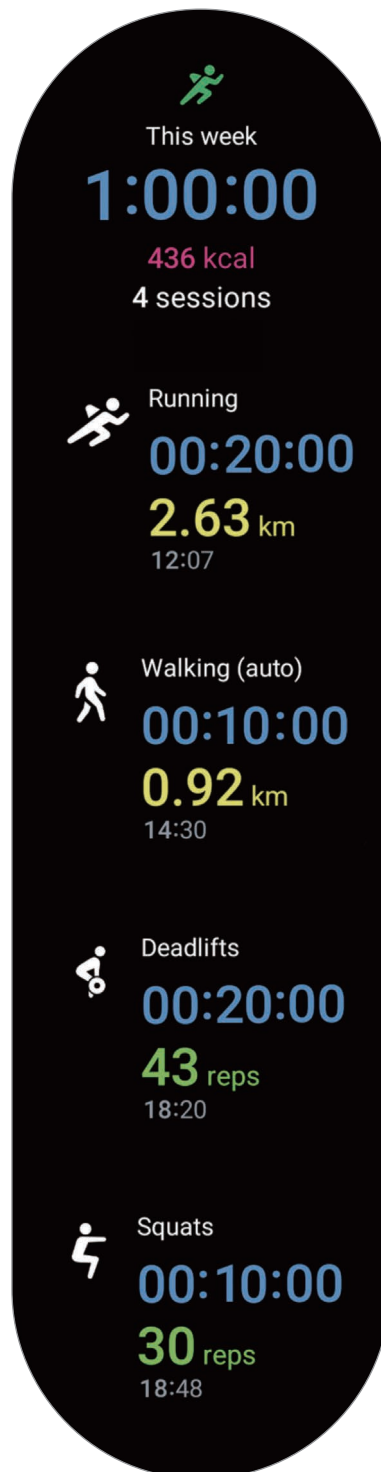 This week
1:00:00
436 kcal
4 sessions
Running
00:20:00
2.63 km
12:07
Walking (auto)
00:10:00
0.92 km
14:30
Deadlifts
00:20:00
43 reps
18:20
Squats
00:10:00
30 reps
18:48